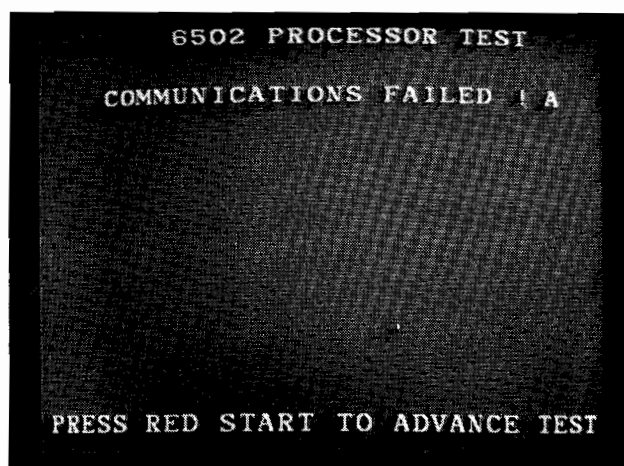 6502 PROCESSOR TEST
COMMUNICATIONS FAILED ! A
PRESS RED START TO ADVANCE TEST